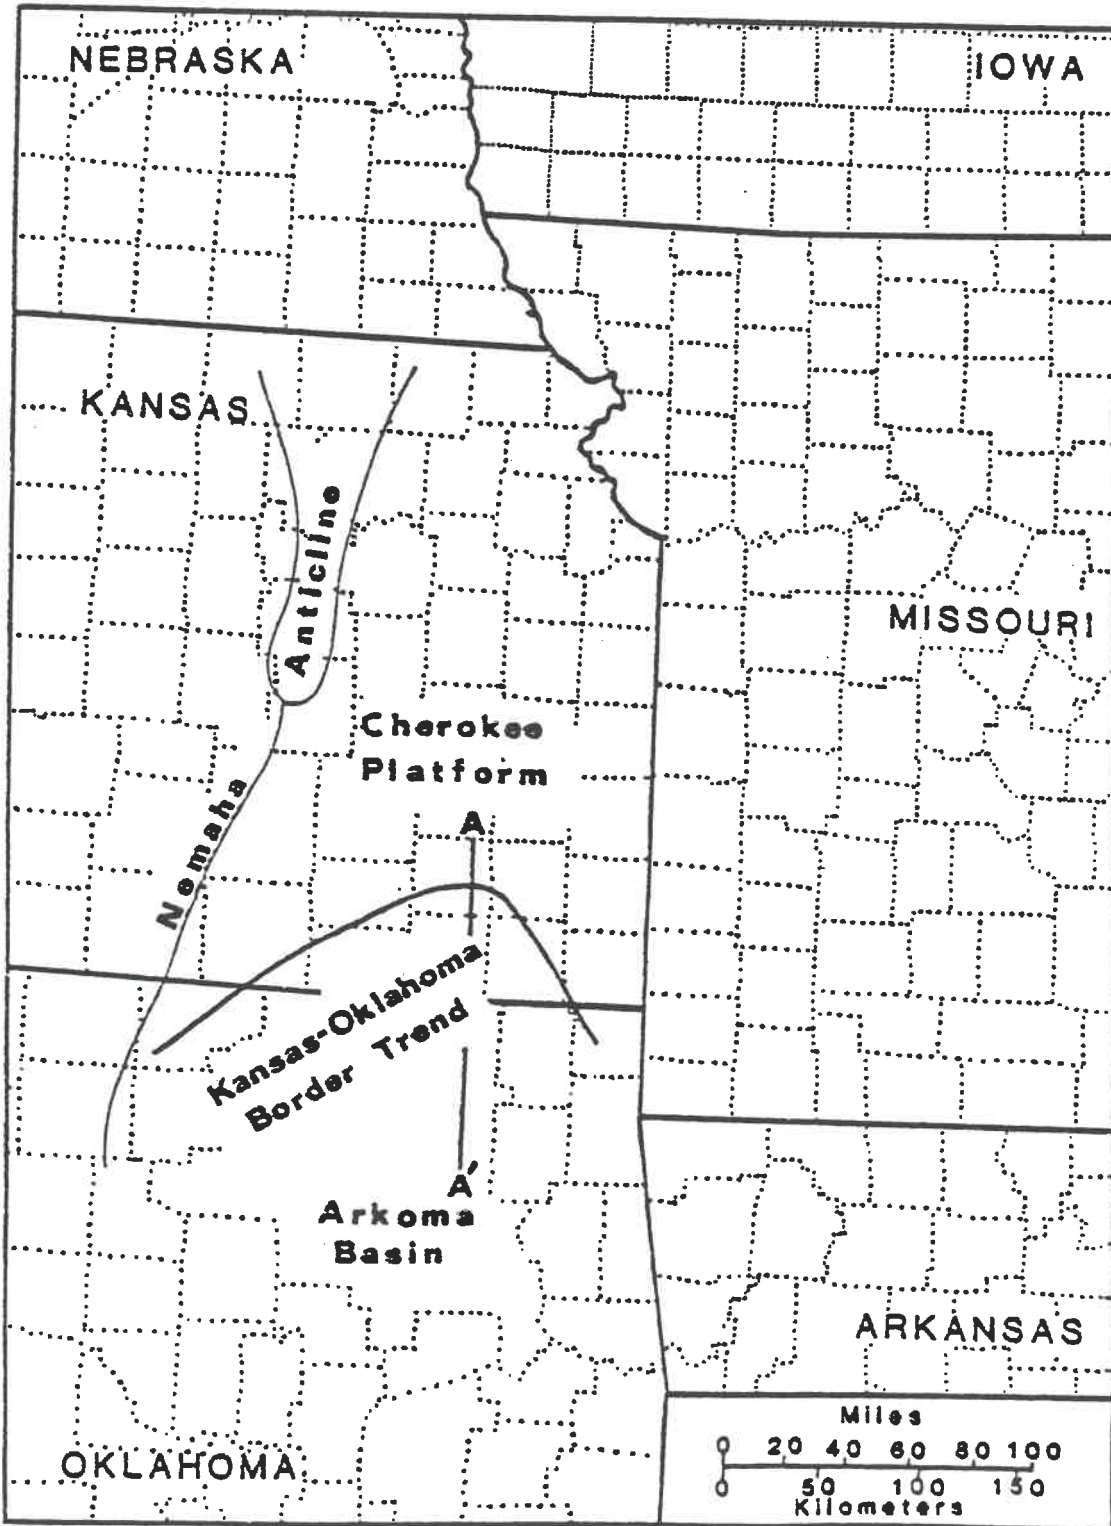 NEBRASKA
IOWA
KANSAS
Anticline
MISSOURI
Cherokee
Platform
Nemaha
A
Kansas-Oklahoma
Border Trend
A'
Arkoma
Basin
ARKANSAS
OKLAHOMA
Miles
0 20 40 60 80 100
0 50 100 150
Kilometers